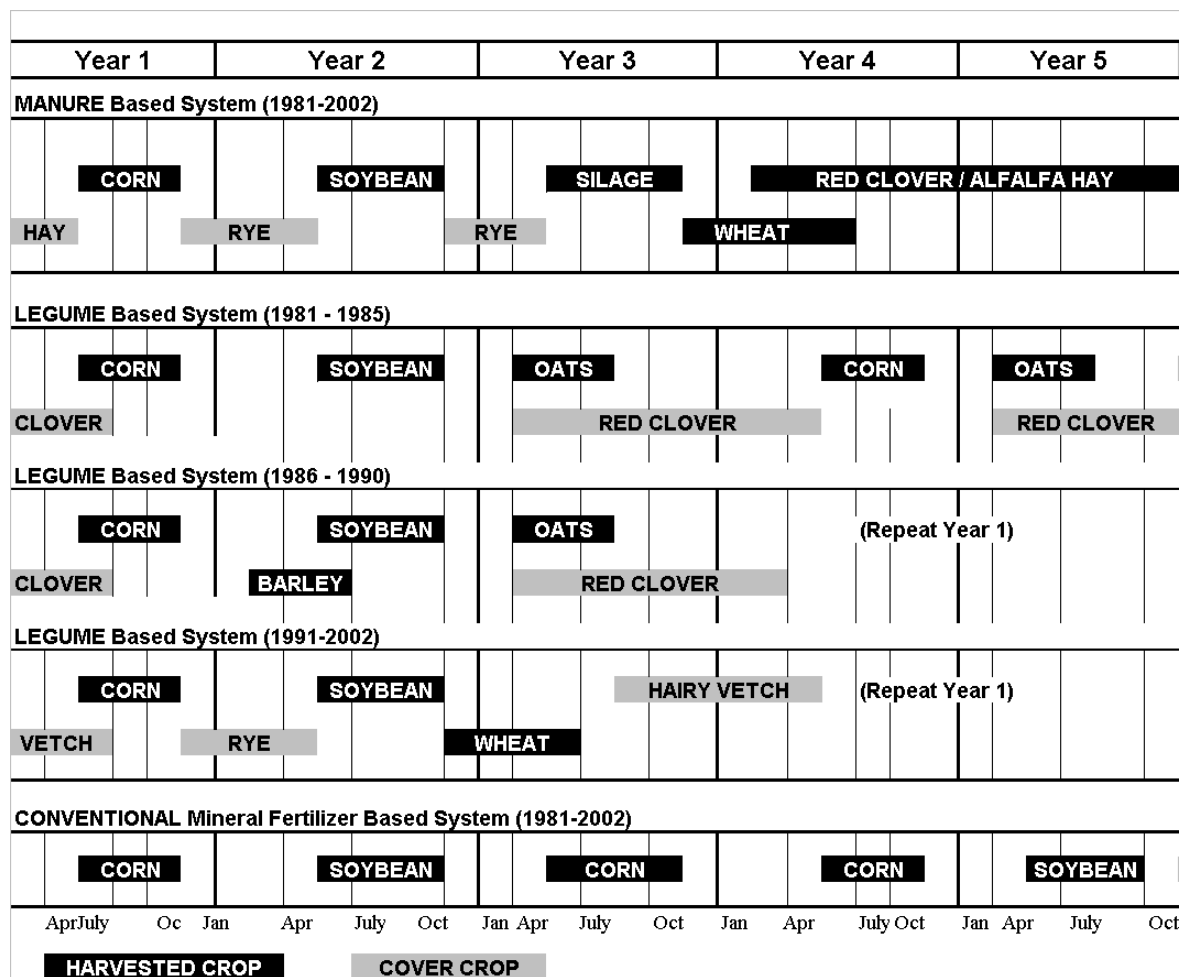 Year 1 Year 2 Year 3 Year 4 Year 5
MANURE Based System (1981-2002)
CORN SOYBEAN SILAGE RED CLOVER / ALFALFA HAY
HAY RYE RYE WHEAT
LEGUME Based System (1981 - 1985)
CORN SOYBEAN OATS CORN OATS
CLOVER RED CLOVER RED CLOVER
LEGUME Based System (1986 - 1990)
CORN SOYBEAN OATS (Repeat Year 1)
CLOVER BARLEY RED CLOVER
LEGUME Based System (1991-2002)
CORN SOYBEAN HAIRY VETCH (Repeat Year 1)
VETCH RYE WHEAT
CONVENTIONAL Mineral Fertilizer Based System (1981-2002)
CORN SOYBEAN CORN CORN SOYBEAN
Apr July Oc Jan Apr July Oct Jan Apr July Oct Jan Apr July Oct Jan July Oct
HARVESTED CROP COVER CROP